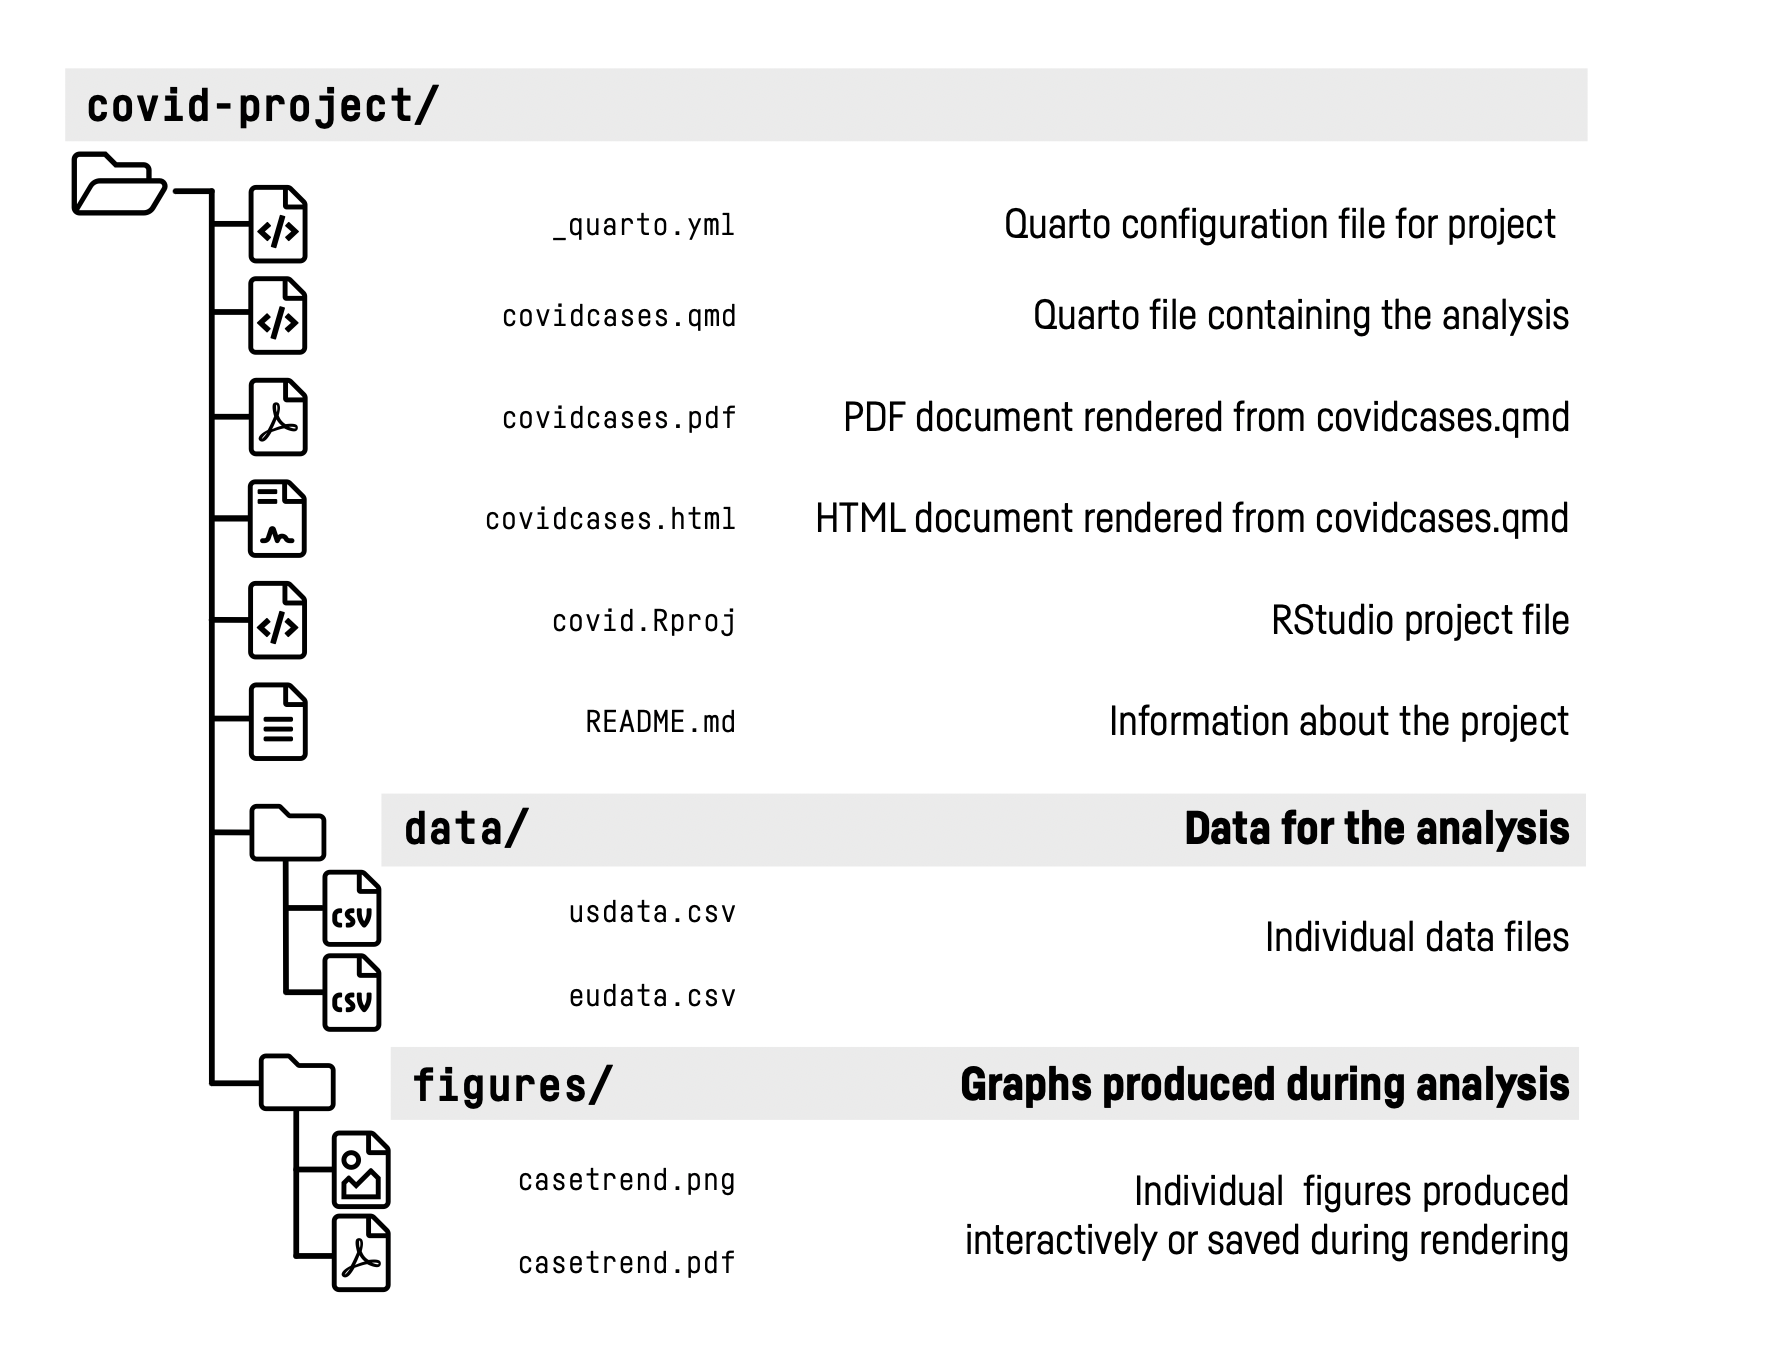 covid-project/
</>
_quarto.yml Quarto configuration file for project
</>
covidcases.qmd Quarto file containing the analysis
covidcases.pdf PDF document rendered from covidcases.qmd
covidcases.html HTML document rendered from covidcases.qmd
</>
covid.Rproj RStudio project file
README.md Information about the project
data/ Data for the analysis
CSV
usdata.csv
Individual data files
CSV
eudata.csv
figures/ Graphs produced during analysis
casetrend.png
Individual  figures produced
interactively or saved during rendering
casetrend.pdf